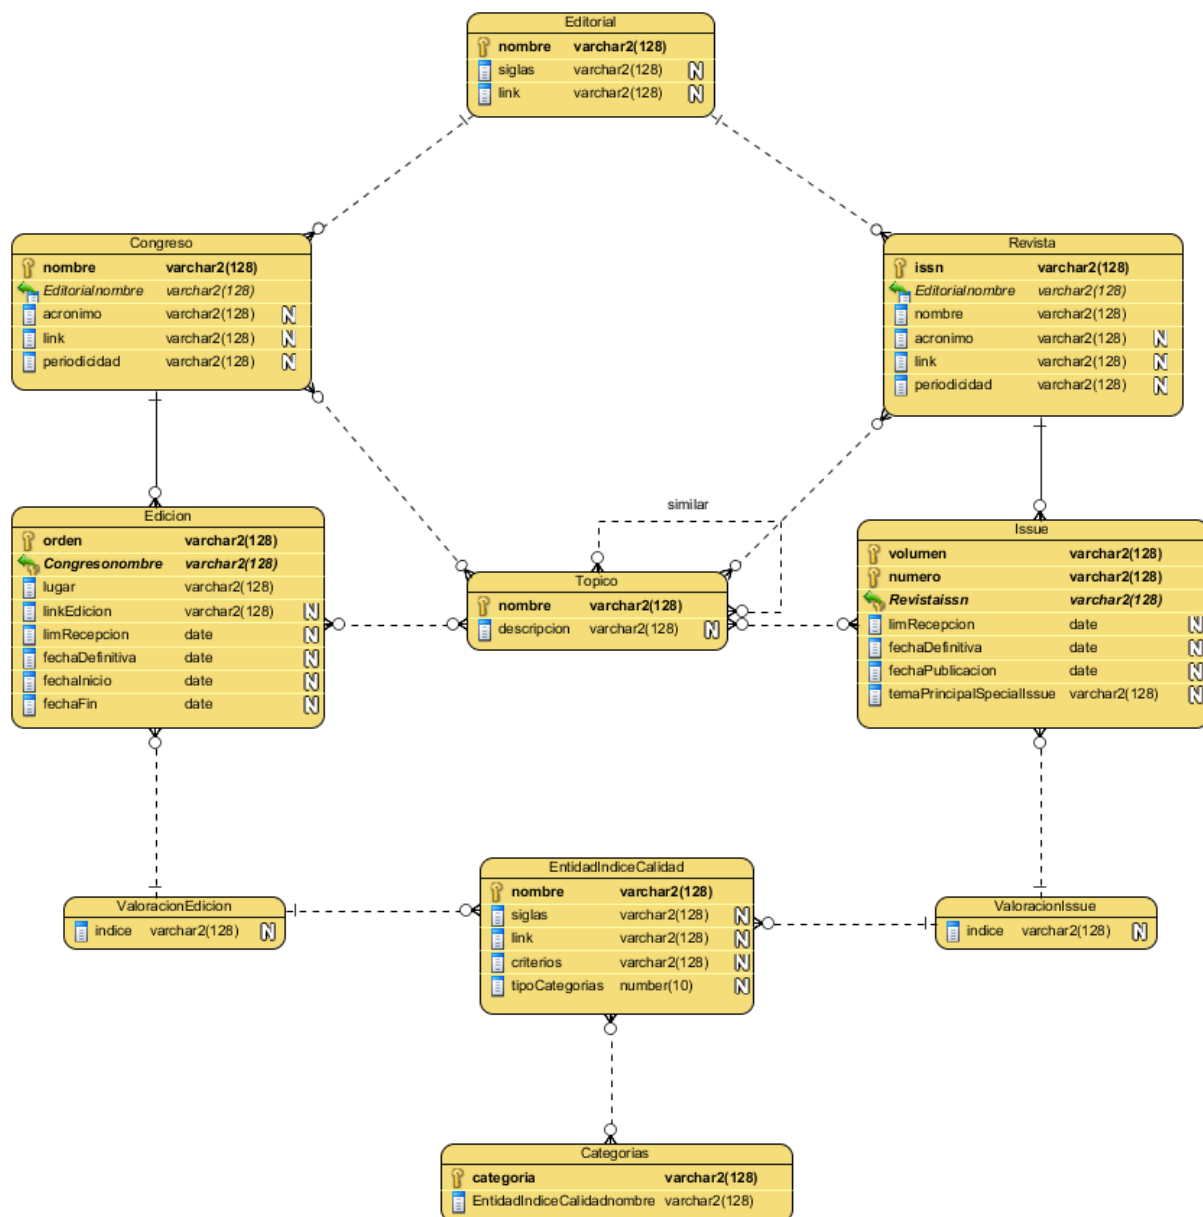 Editorial
nombre varchar2(128)
siglas varchar2(128) N
link varchar2(128) N
Congreso
nombre varchar2(128)
Editorialnombre varchar2(128)
acronimo varchar2(128) N
link varchar2(128) N
periodicidad varchar2(128) N
Revista
issn varchar2(128)
Editorialnombre varchar2(128)
nombre varchar2(128)
acronimo varchar2(128) N
link varchar2(128) N
periodicidad varchar2(128) N
similar
Edicion
orden varchar2(128)
Congresonombre varchar2(128)
lugar varchar2(128)
linkEdicion varchar2(128) N
limRecepcion date N
fechaDefinitiva date N
fechaInicio date N
fechaFin date N
Topico
nombre varchar2(128)
descripcion varchar2(128) N
Issue
volumen varchar2(128)
numero varchar2(128)
Revistaissn varchar2(128)
limRecepcion date N
fechaDefinitiva date N
fechaPublicacion date N
temaPrincipalSpecialIssue varchar2(128) N
ValoracionEdicion
indice varchar2(128) N
EntidadIndiceCalidad
nombre varchar2(128)
siglas varchar2(128) N
link varchar2(128) N
criterios varchar2(128) N
tipoCategorias number(10) N
ValoracionIssue
indice varchar2(128) N
Categorias
categoria varchar2(128)
EntidadIndiceCalidadnombre varchar2(128)